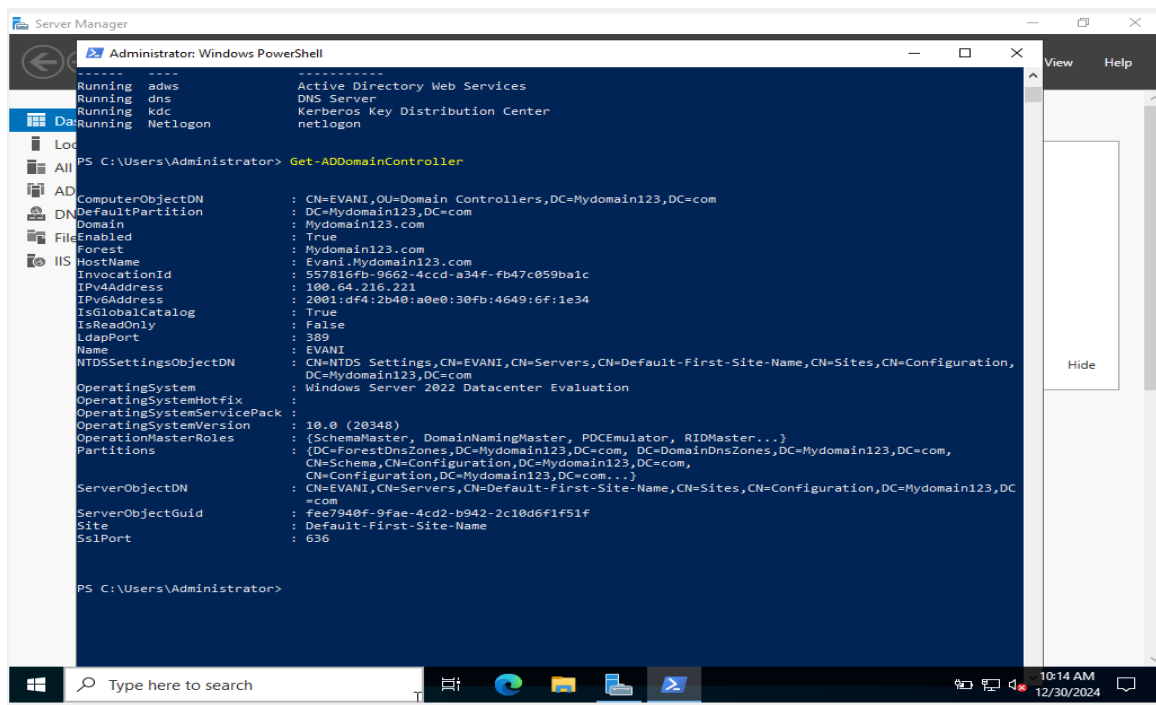 Server Manager
Administrator: Windows PowerShell
View Help
------ ---- -----------
Running adws Active Directory Web Services
Running dns DNS Server
Running kdc Kerberos Key Distribution Center
Running Netlogon netlogon
PS C:\Users\Administrator> Get-ADDomainController
ComputerObjectDN : CN=EVANI,OU=Domain Controllers,DC=Mydomain123,DC=com
DefaultPartition : DC=Mydomain123,DC=com
Domain : Mydomain123.com
Enabled : True
Forest : Mydomain123.com
HostName : Evani.Mydomain123.com
InvocationId : 557816fb-9662-4ccd-a34f-fb47c059ba1c
IPv4Address : 100.64.216.221
IPv6Address : 2001:df4:2b40:a0e0:30fb:4649:6f:1e34
IsGlobalCatalog : True
IsReadOnly : False
LdapPort : 389
Name : EVANI
NTDSSettingsObjectDN : CN=NTDS Settings,CN=EVANI,CN=Servers,CN=Default-First-Site-Name,CN=Sites,CN=Configuration,
DC=Mydomain123,DC=com
OperatingSystem : Windows Server 2022 Datacenter Evaluation
OperatingSystemHotfix :
OperatingSystemServicePack :
OperatingSystemVersion : 10.0 (20348)
OperationMasterRoles : {SchemaMaster, DomainNamingMaster, PDCEmulator, RIDMaster...}
Partitions : {DC=ForestDnsZones,DC=Mydomain123,DC=com, DC=DomainDnsZones,DC=Mydomain123,DC=com,
CN=Schema,CN=Configuration,DC=Mydomain123,DC=com,
CN=Configuration,DC=Mydomain123,DC=com...}
ServerObjectDN : CN=EVANI,CN=Servers,CN=Default-First-Site-Name,CN=Sites,CN=Configuration,DC=Mydomain123,DC
=com
ServerObjectGuid : fee7940f-9fae-4cd2-b942-2c10d6f1f51f
Site : Default-First-Site-Name
SslPort : 636
PS C:\Users\Administrator>
Da
Loc
All
AD
DN
File
IIS
Hide
Type here to search
10:14 AM
12/30/2024